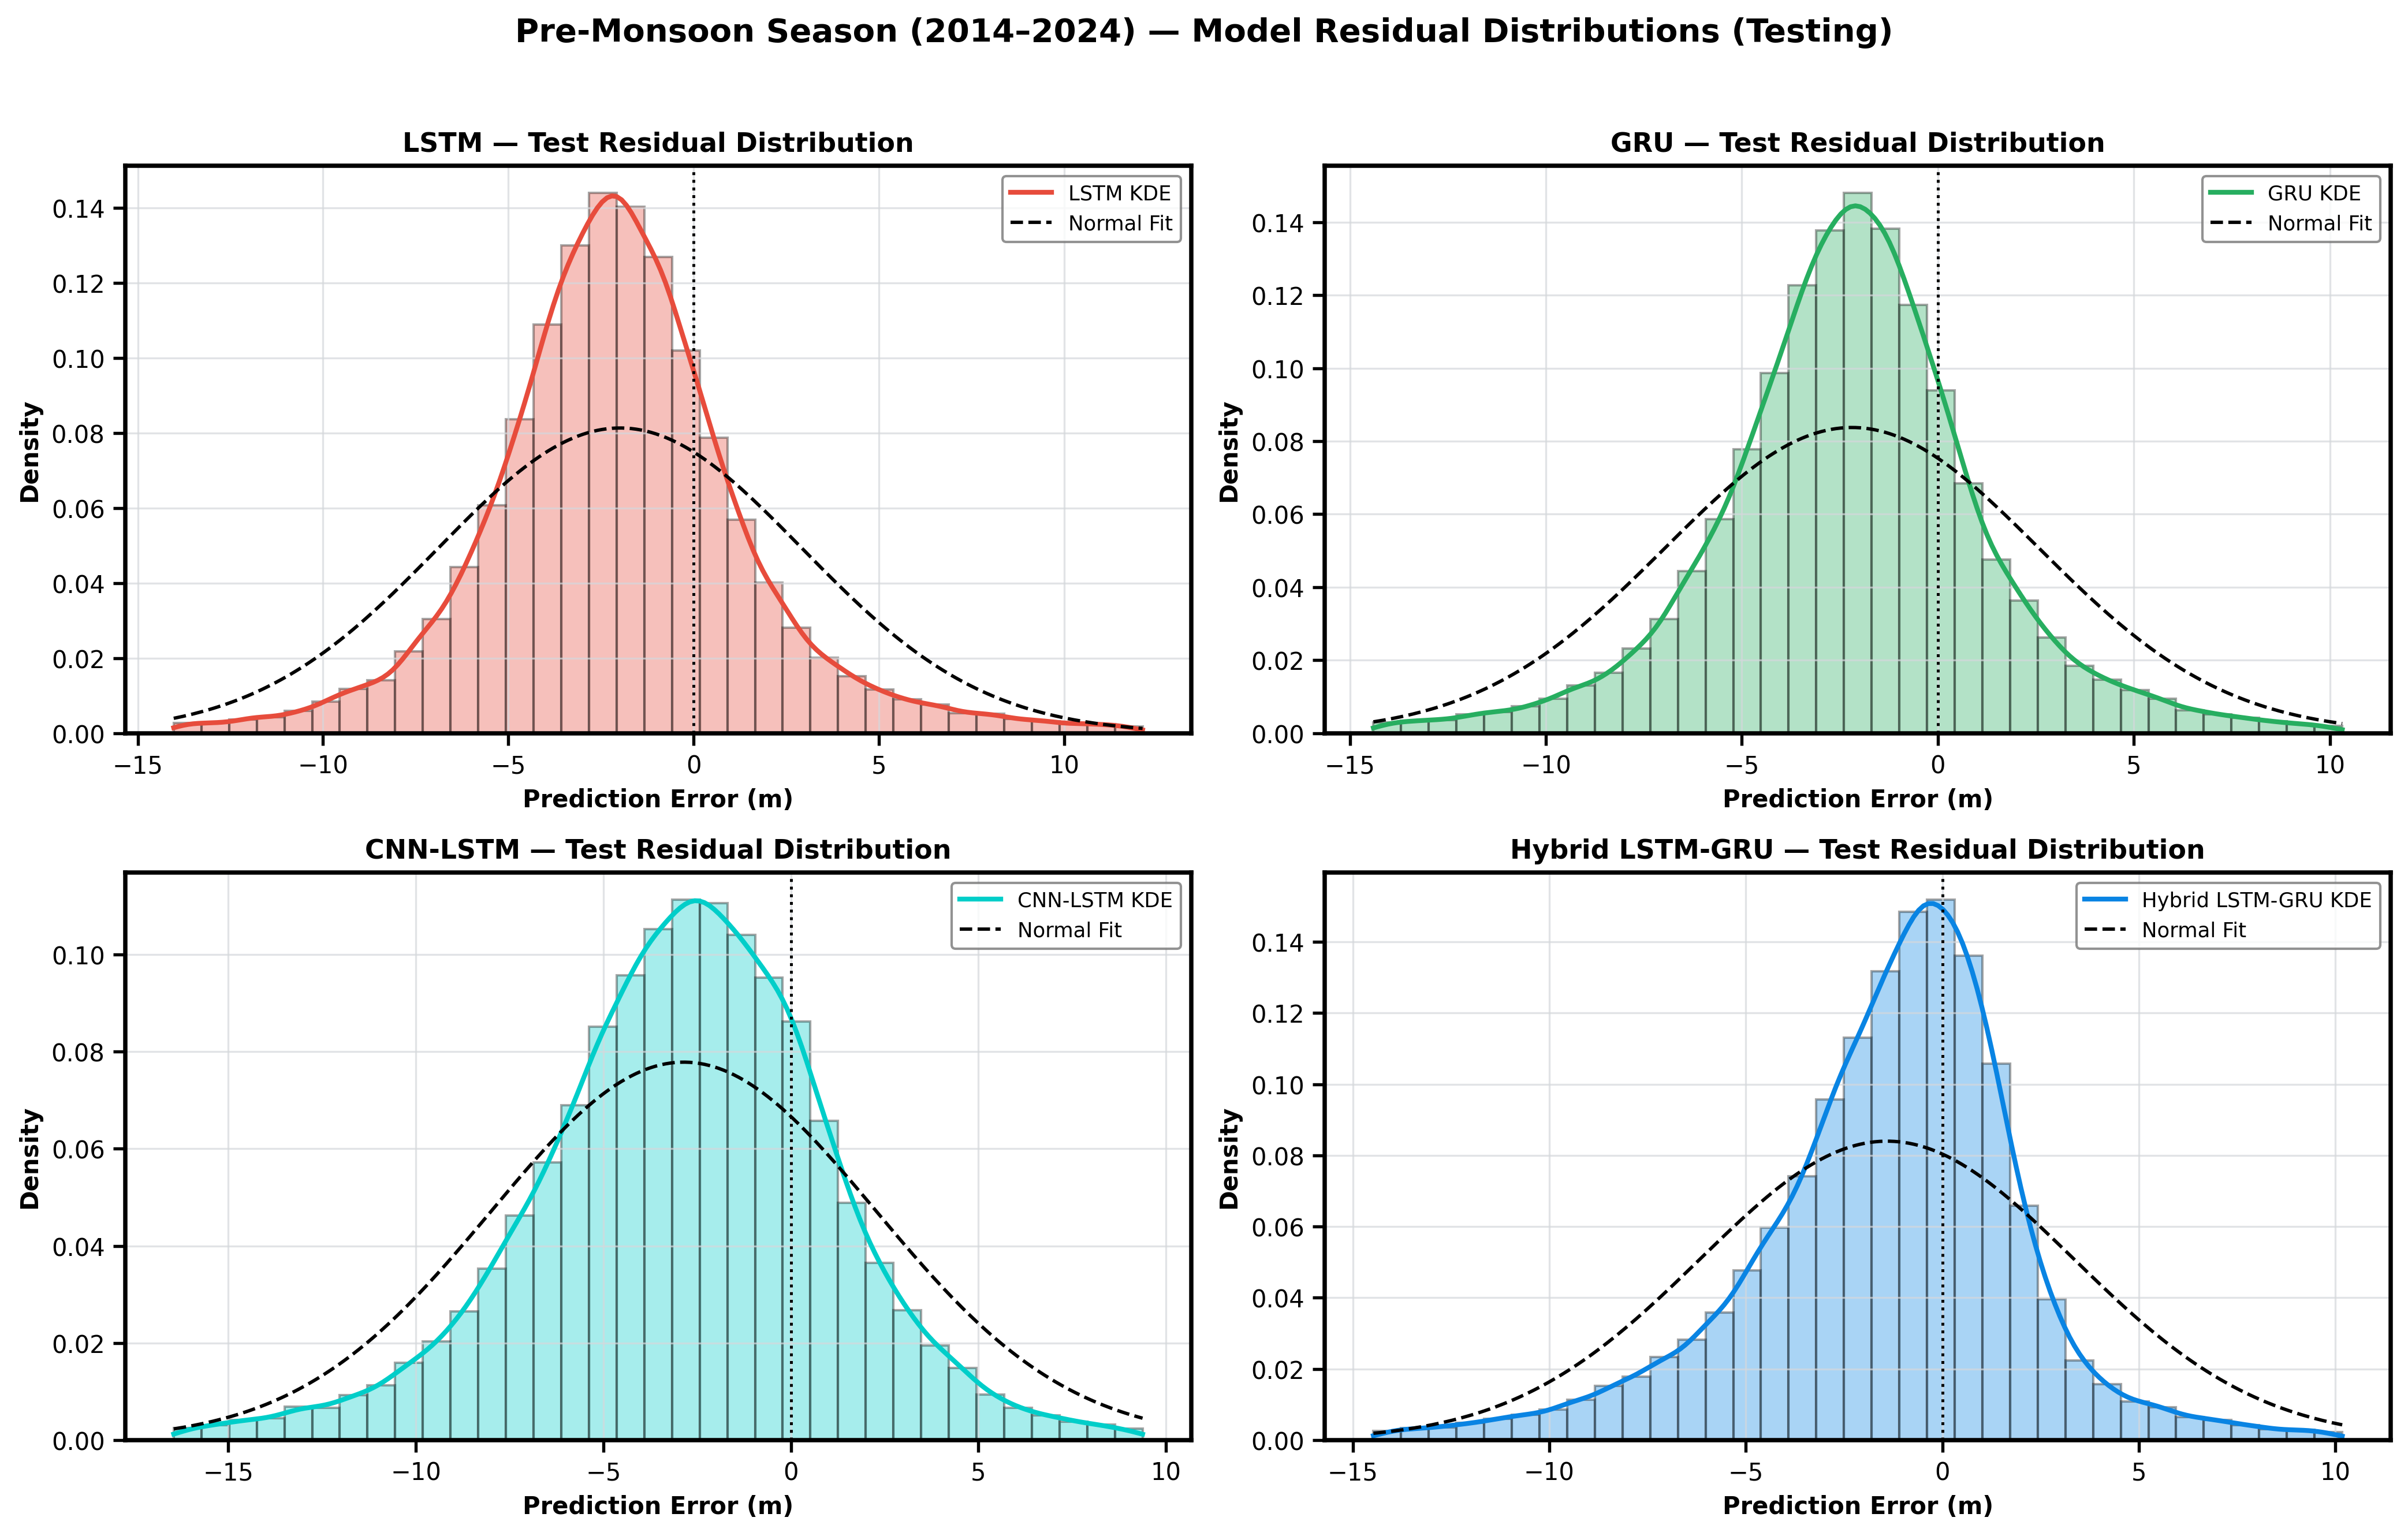 Pre-Monsoon Season (2014–2024) — Model Residual Distributions (Testing)
LSTM — Test Residual Distribution
LSTM KDE
Normal Fit
Density
0.14
0.12
0.10
0.08
0.06
0.04
0.02
0.00
−15 −10 −5 0 5 10
Prediction Error (m)
GRU — Test Residual Distribution
GRU KDE
Normal Fit
Density
0.14
0.12
0.10
0.08
0.06
0.04
0.02
0.00
−15 −10 −5 0 5 10
Prediction Error (m)
CNN-LSTM — Test Residual Distribution
CNN-LSTM KDE
Normal Fit
Density
0.10
0.08
0.06
0.04
0.02
0.00
−15 −10 −5 0 5 10
Prediction Error (m)
Hybrid LSTM-GRU — Test Residual Distribution
Hybrid LSTM-GRU KDE
Normal Fit
Density
0.14
0.12
0.10
0.08
0.06
0.04
0.02
0.00
−15 −10 −5 0 5 10
Prediction Error (m)